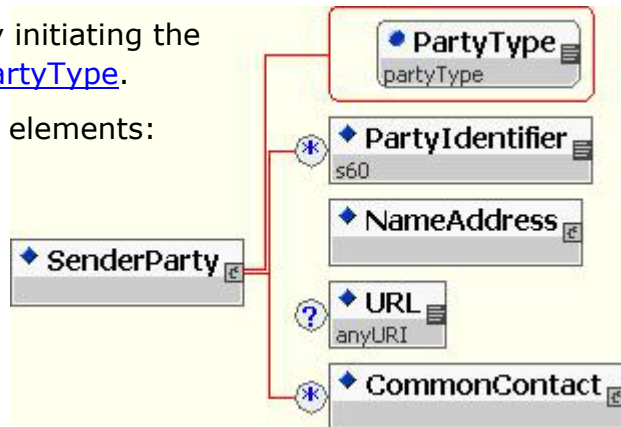 y initiating the
artyType.
elements:
PartyType
partyType
* PartyIdentifier
s60
NameAddress
SenderParty
? URL
anyURI
* CommonContact